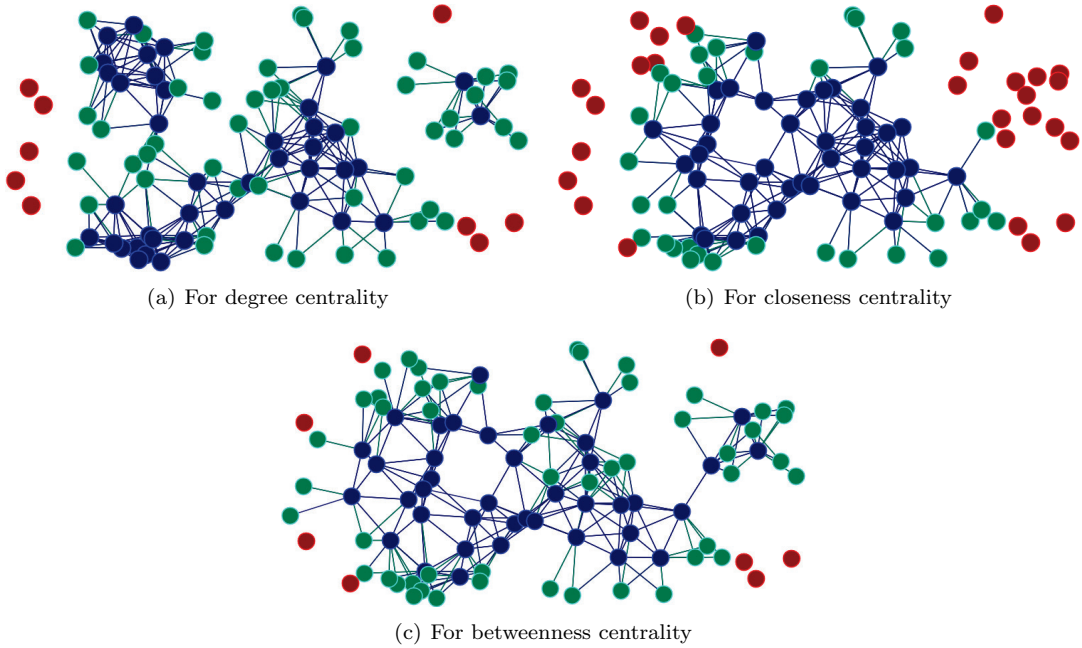 (a) For degree centrality
(b) For closeness centrality
(c) For betweenness centrality